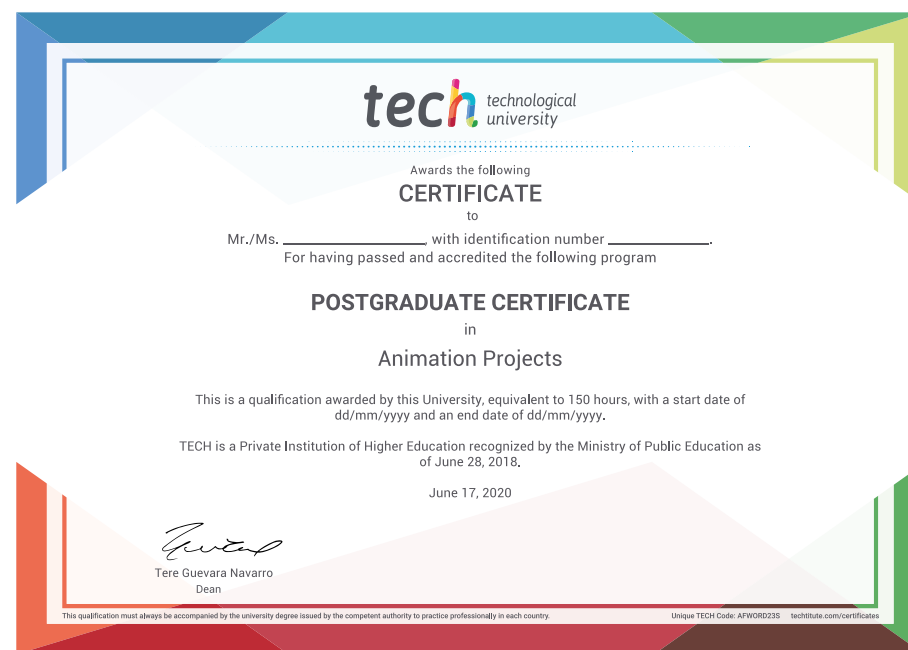 tech technological
university
Awards the following
CERTIFICATE
to
Mr./Ms. ____________________, with identification number ______________.
For having passed and accredited the following program
POSTGRADUATE CERTIFICATE
in
Animation Projects
This is a qualification awarded by this University, equivalent to 150 hours, with a start date of
dd/mm/yyyy and an end date of dd/mm/yyyy.
TECH is a Private Institution of Higher Education recognized by the Ministry of Public Education as
of June 28, 2018.
June 17, 2020
Tere Guevara Navarro
Dean
This qualification must always be accompanied by the university degree issued by the competent authority to practice professionally in each country. Unique TECH Code: AFWORD23S techtitute.com/certificates